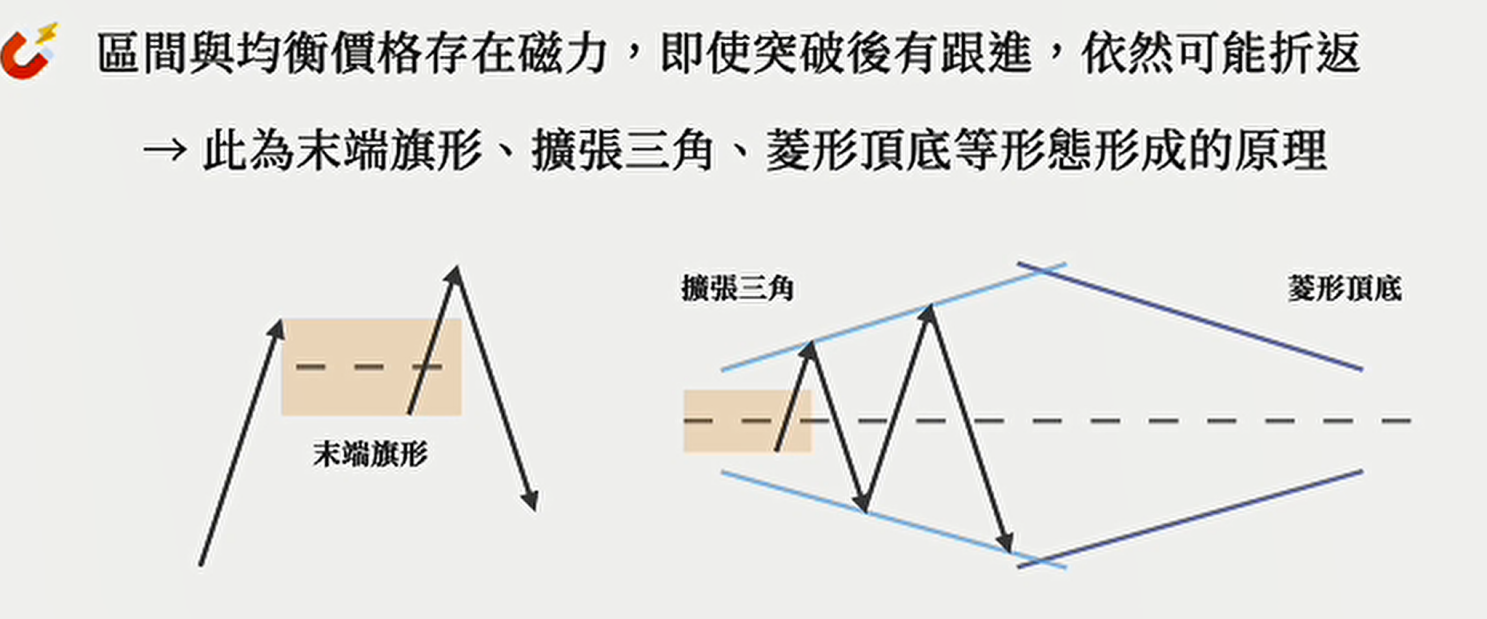 區間與均衡價格存在磁力，即使突破後有跟進，依然可能折返
→ 此為末端旗形、擴張三角、菱形頂底等形態形成的原理
擴張三角
菱形頂底
末端旗形